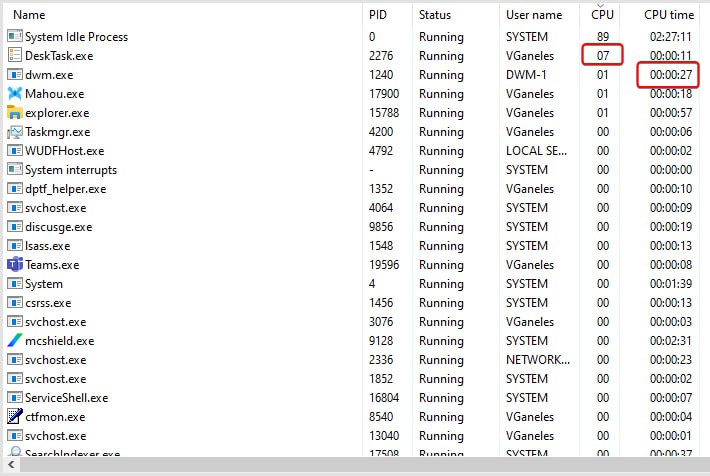 Name PID Status User name CPU CPU time
System Idle Process 0 Running SYSTEM 89 02:27:11
DeskTask.exe 2276 Running VGaneles 07 00:00:11
dwm.exe 1240 Running DWM-1 01 00:00:27
Mahou.exe 17900 Running VGaneles 01 00:00:18
explorer.exe 15788 Running VGaneles 01 00:00:57
Taskmgr.exe 4200 Running VGaneles 00 00:00:06
WUDFHost.exe 4792 Running LOCAL SE... 00 00:00:02
System interrupts - Running SYSTEM 00 00:00:00
dptf_helper.exe 1352 Running VGaneles 00 00:00:10
svchost.exe 4064 Running SYSTEM 00 00:00:09
discusge.exe 9856 Running SYSTEM 00 00:00:19
lsass.exe 1548 Running SYSTEM 00 00:00:13
Teams.exe 19596 Running VGaneles 00 00:00:08
System 4 Running SYSTEM 00 00:01:39
csrss.exe 1456 Running SYSTEM 00 00:00:13
svchost.exe 3076 Running VGaneles 00 00:00:03
mcshield.exe 9128 Running SYSTEM 00 00:02:31
svchost.exe 2336 Running NETWORK... 00 00:00:23
svchost.exe 1852 Running SYSTEM 00 00:00:02
ServiceShell.exe 16804 Running SYSTEM 00 00:00:07
ctfmon.exe 8540 Running VGaneles 00 00:00:04
svchost.exe 13040 Running VGaneles 00 00:00:01
SearchIndexer.exe 17508 Running SYSTEM 00 00:00:37